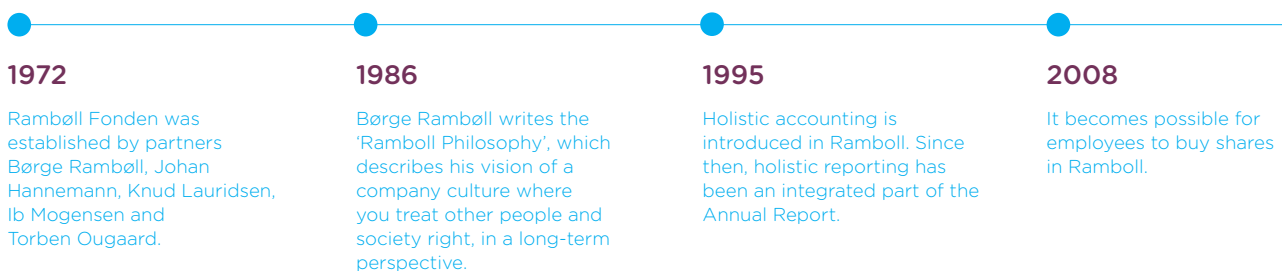 1972
Rambøll Fonden was
established by partners
Børge Rambøll, Johan
Hannemann, Knud Lauridsen,
Ib Mogensen and
Torben Ougaard.
1986
Børge Rambøll writes the
‘Ramboll Philosophy’, which
describes his vision of a
company culture where
you treat other people and
society right, in a long-term
perspective.
1995
Holistic accounting is
introduced in Ramboll. Since
then, holistic reporting has
been an integrated part of the
Annual Report.
2008
It becomes possible for
employees to buy shares
in Ramboll.